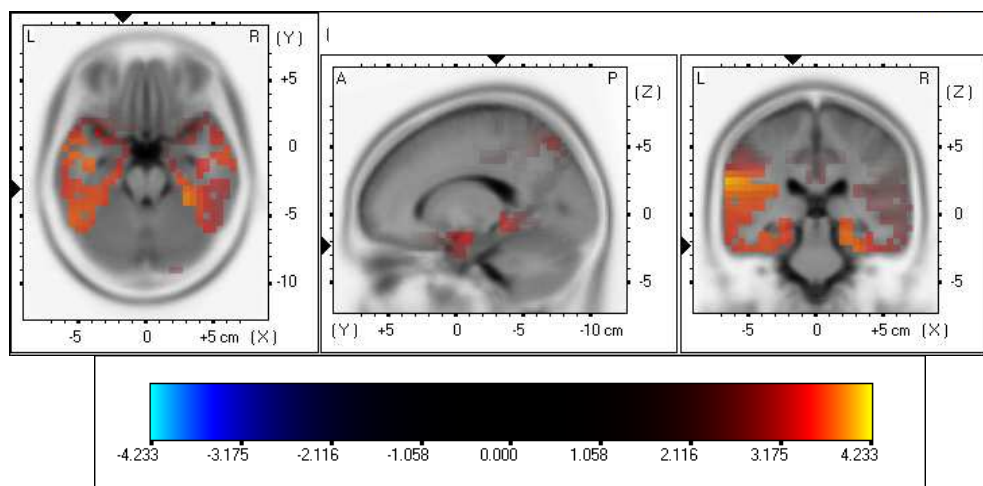 L R (Y)
+5
0
-5
-10
-5 0 +5 cm (X)
A P (Z)
+5
0
-5
(Y) +5 0 -5 -10 cm
L R (Z)
+5
0
-5
-5 0 +5 cm (X)
-4.233 -3.175 -2.116 -1.058 0.000 1.058 2.116 3.175 4.233